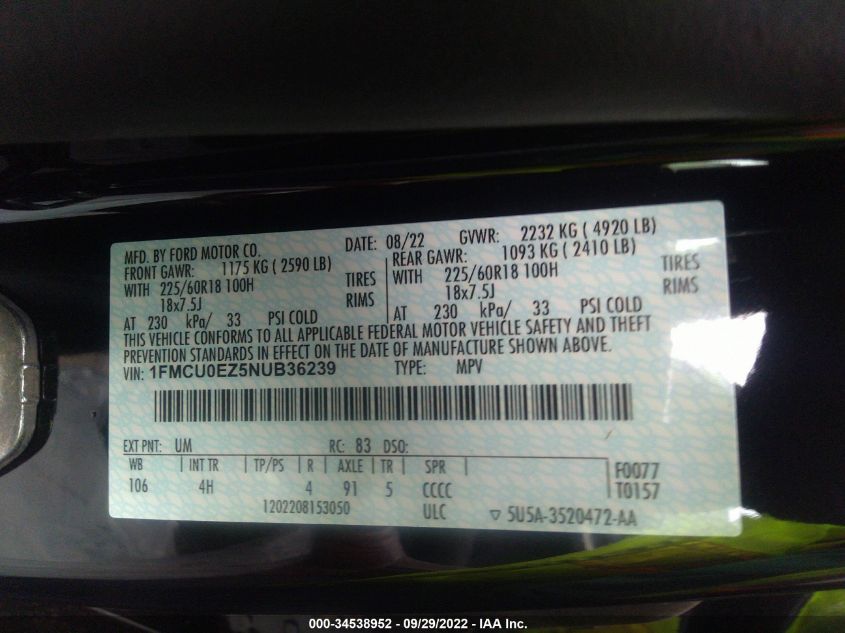 MFD. BY FORD MOTOR CO. DATE: 08/22 GVWR: 2232 KG ( 4920 LB)
FRONT GAWR: 1175 KG ( 2590 LB) REAR GAWR: 1093 KG ( 2410 LB)
WITH 225/60R18 100H TIRES WITH 225/60R18 100H TIRES
18x7.5J RIMS 18x7.5J RIMS
AT 230 kPa/ 33 PSI COLD AT 230 kPa/ 33 PSI COLD
THIS VEHICLE CONFORMS TO ALL APPLICABLE FEDERAL MOTOR VEHICLE SAFETY AND THEFT
PREVENTION STANDARDS IN EFFECT ON THE DATE OF MANUFACTURE SHOWN ABOVE.
VIN: 1FMCU0EZ5NUB36239 TYPE: MPV
EXT PNT: UM RC: 83 DSO:
WB INT TR TP/PS R AXLE TR SPR F0077
106 4H 4 91 5 CCCC T0157
1202208153050 ULC ▽ 5U5A-3520472-AA
000-34538952 - 09/29/2022 - IAA Inc.